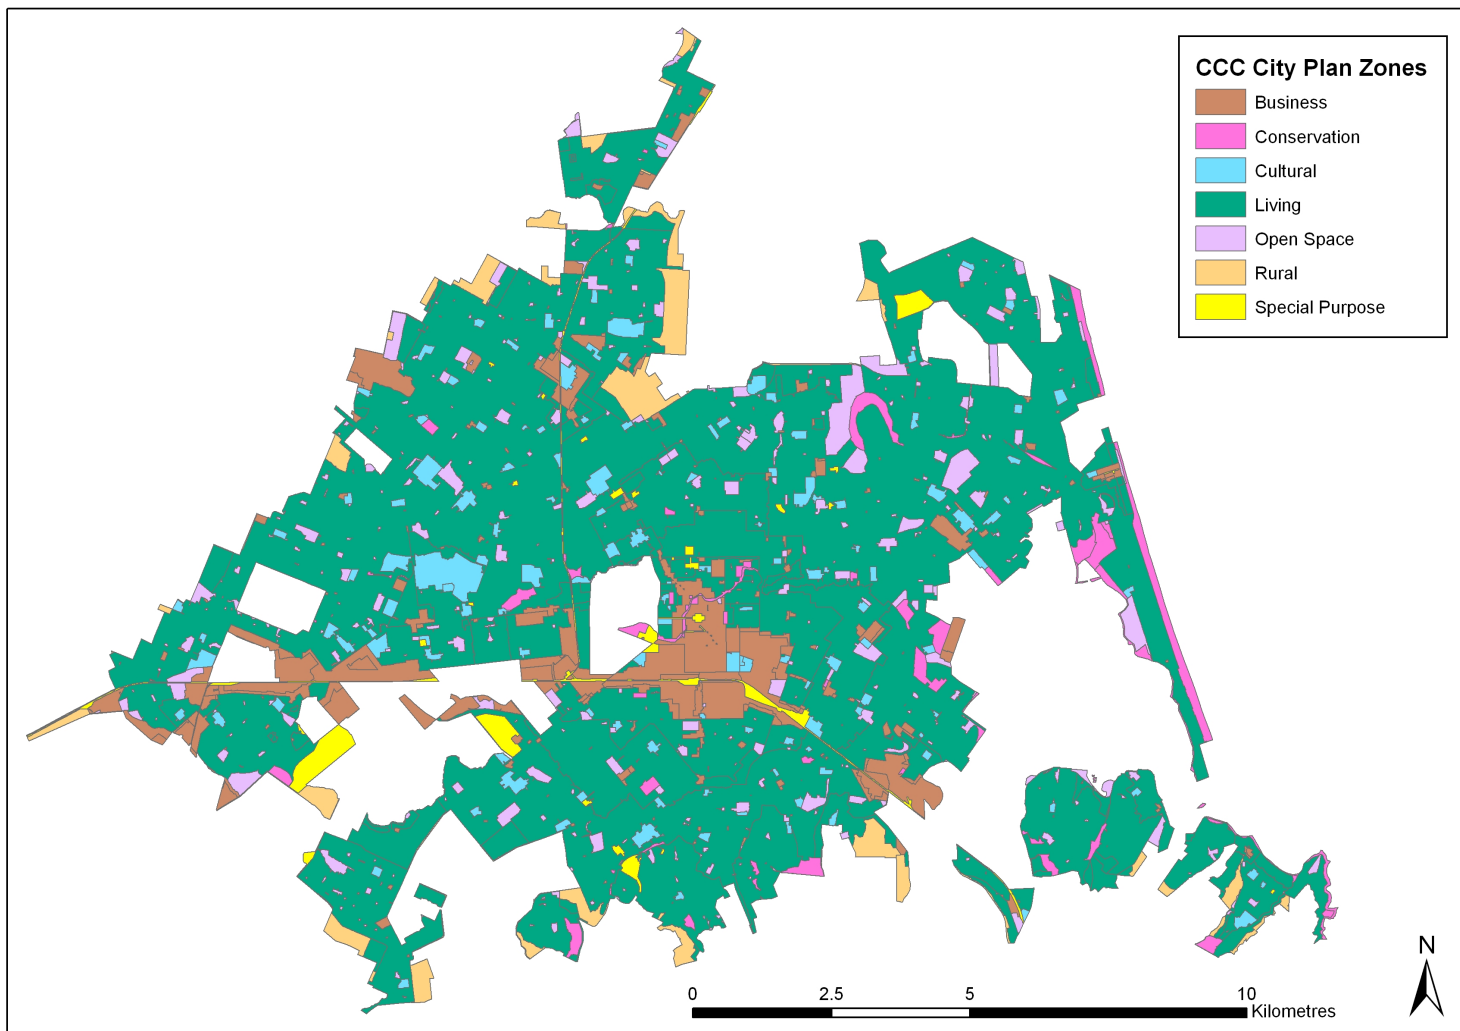 CCC City Plan Zones
Business
Conservation
Cultural
Living
Open Space
Rural
Special Purpose
N
0 2.5 5 10
Kilometres